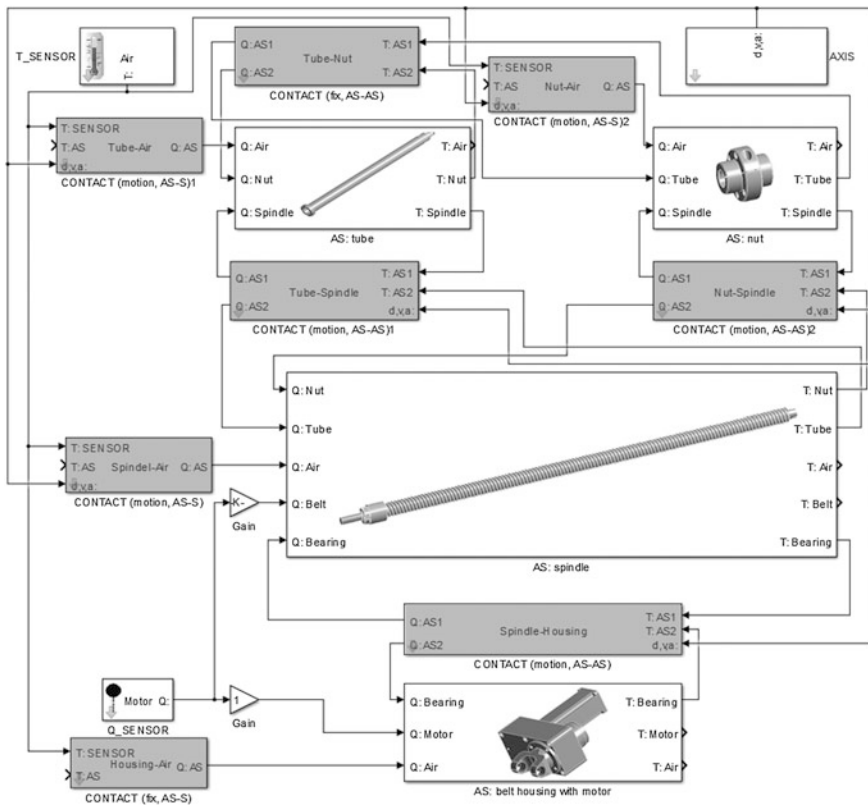 T_SENSOR
Air
T:
Q: AS1
T: AS1
Tube-Nut
Q: AS2
T: AS2
CONTACT (fix, AS-AS)
T: SENSOR
T: AS
Nut-Air
Q: AS
d,v,a:
CONTACT (motion, AS-S)2
d,v,a:
AXIS
T: SENSOR
T: AS
Tube-Air
Q: AS
d,v,a:
CONTACT (motion, AS-S)1
Q: Air
T: Air
Q: Nut
T: Nut
Q: Spindle
T: Spindle
AS: tube
Q: Air
T: Air
Q: Tube
T: Tube
Q: Spindle
T: Spindle
AS: nut
Q: AS1
T: AS1
Tube-Spindle
T: AS2
Q: AS2
d,v,a:
CONTACT (motion, AS-AS)1
Q: AS1
T: AS1
Nut-Spindle
T: AS2
Q: AS2
d,v,a:
CONTACT (motion, AS-AS)2
Q: Nut
T: Nut
Q: Tube
T: Tube
Q: Air
T: Air
Q: Belt
T: Belt
Q: Bearing
T: Bearing
AS: spindle
T: SENSOR
T: AS
Spindel-Air
Q: AS
d,v,a:
CONTACT (motion, AS-S)
K-
Gain
Q: AS1
T: AS1
Spindle-Housing
T: AS2
Q: AS2
d,v,a:
CONTACT (motion, AS-AS)
Motor Q:
Q_SENSOR
1
Gain
Q: Bearing
T: Bearing
Q: Motor
T: Motor
Q: Air
T: Air
AS: belt housing with motor
T: SENSOR
Housing-Air
Q: AS
T: AS
CONTACT (fix, AS-S)